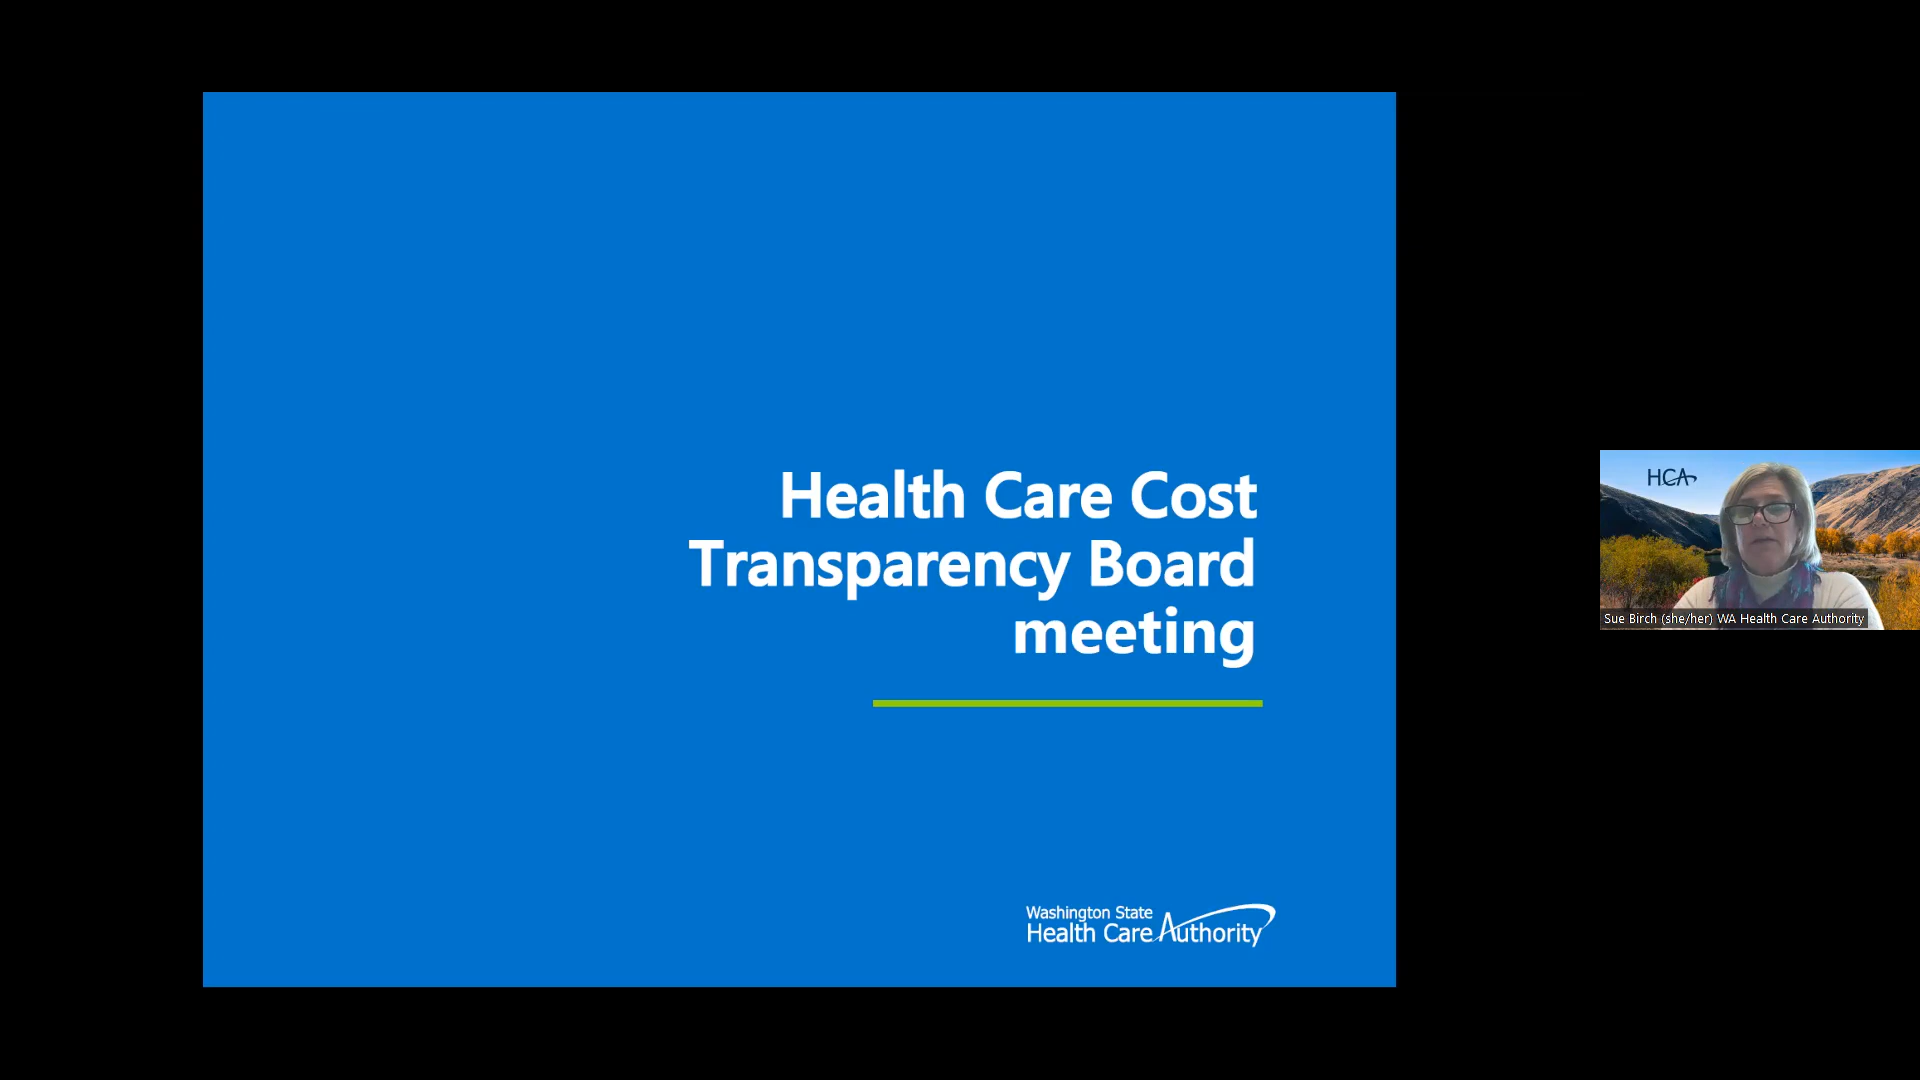 Health Care Cost
Transparency Board
meeting
Washington State
Health Care Authority
HCA
Sue Birch (she/her) WA Health Care Authority